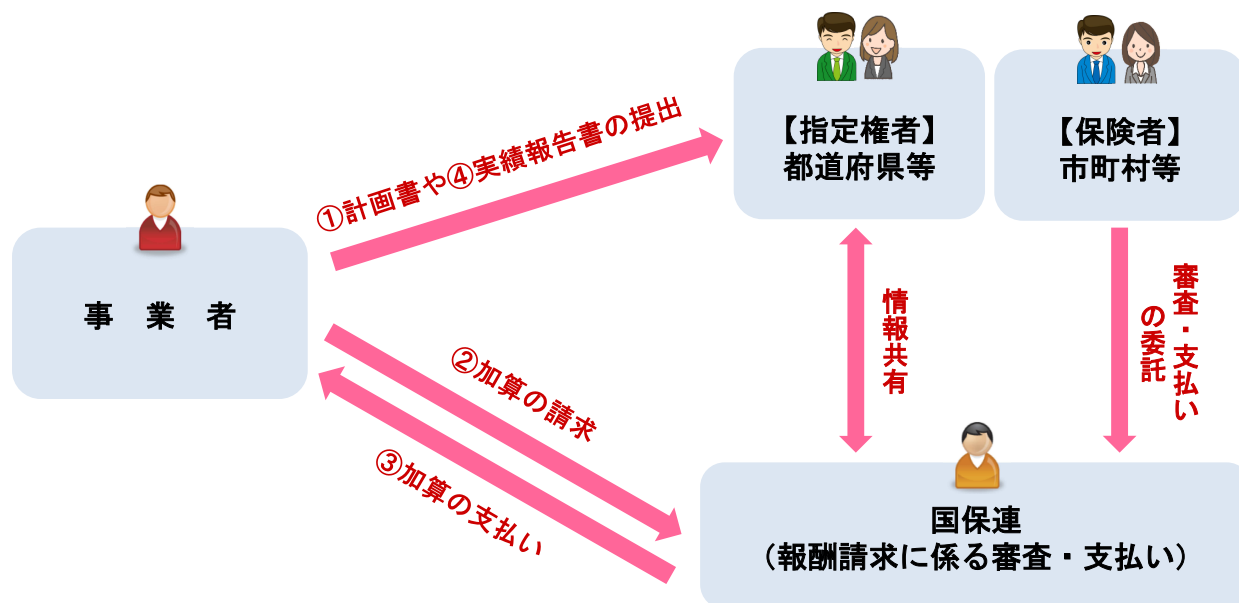 ①計画書や④実績報告書の提出
【指定権者】
都道府県等
【保険者】
市町村等
事　業　者
②加算の請求
③加算の支払い
情報共有
審査・支払い
の委託
国保連
（報酬請求に係る審査・支払い）